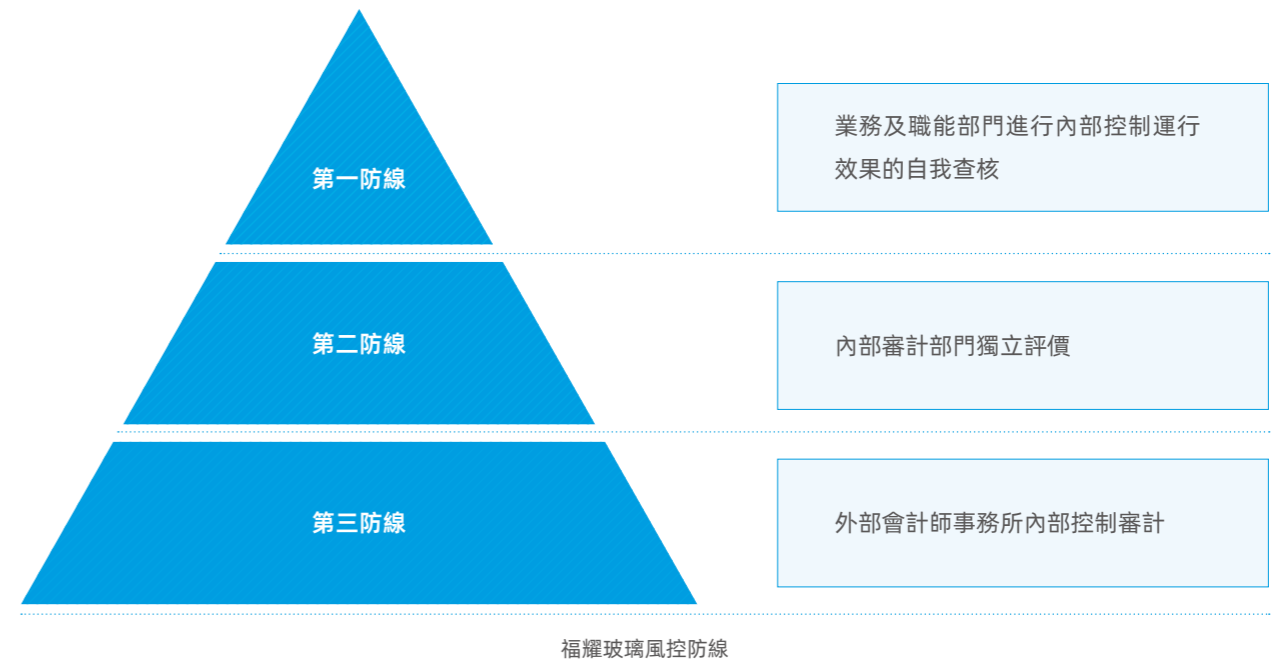 第一防線
業務及職能部門進行內部控制運行
效果的自我查核
第二防線
內部審計部門獨立評價
第三防線
外部會計師事務所內部控制審計
福耀玻璃風控防線